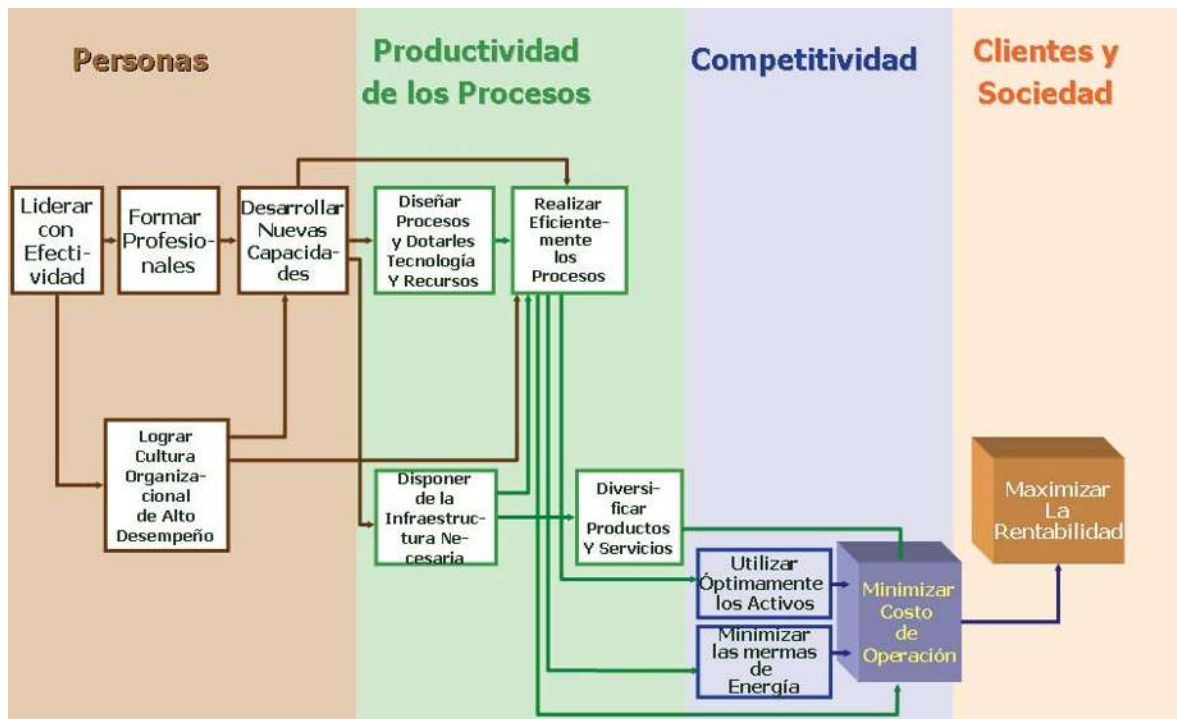 Personas
Productividad
de los Procesos
Competitividad
Clientes y
Sociedad
Liderar
con
Efecti-
vidad
Formar
Profesio-
nales
Desarrollar
Nuevas
Capacida-
des
Diseñar
Procesos
y Dotarles
Tecnología
Y Recursos
Realizar
Eficiente-
mente
los
Procesos
Lograr
Cultura
Organiza-
cional
de Alto
Desempeño
Disponer
de la
Infraestruc-
tura Ne-
cesaria
Diversi-
ficar
Productos
Y Servicios
Utilizar
Óptimamente
los Activos
Minimizar
las mermas
de
Energía
Minimizar
Costo
de
Operación
Maximizar
La
Rentabilidad